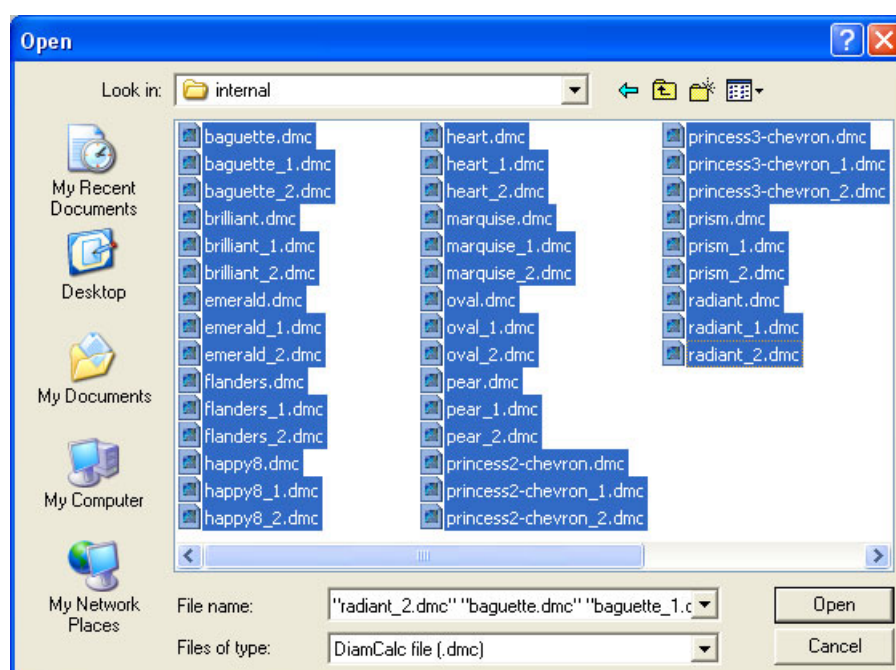 Open
Look in: internal
My Recent
Documents
Desktop
My Documents
My Computer
My Network
Places
baguette.dmc
baguette_1.dmc
baguette_2.dmc
brilliant.dmc
brilliant_1.dmc
brilliant_2.dmc
emerald.dmc
emerald_1.dmc
emerald_2.dmc
flanders.dmc
flanders_1.dmc
flanders_2.dmc
happy8.dmc
happy8_1.dmc
happy8_2.dmc
heart.dmc
heart_1.dmc
heart_2.dmc
marquise.dmc
marquise_1.dmc
marquise_2.dmc
oval.dmc
oval_1.dmc
oval_2.dmc
pear.dmc
pear_1.dmc
pear_2.dmc
princess2-chevron.dmc
princess2-chevron_1.dmc
princess2-chevron_2.dmc
princess3-chevron.dmc
princess3-chevron_1.dmc
princess3-chevron_2.dmc
prism.dmc
prism_1.dmc
prism_2.dmc
radiant.dmc
radiant_1.dmc
radiant_2.dmc
File name: "radiant_2.dmc" "baguette.dmc" "baguette_1.c Open
Files of type: DiamCalc file (.dmc) Cancel